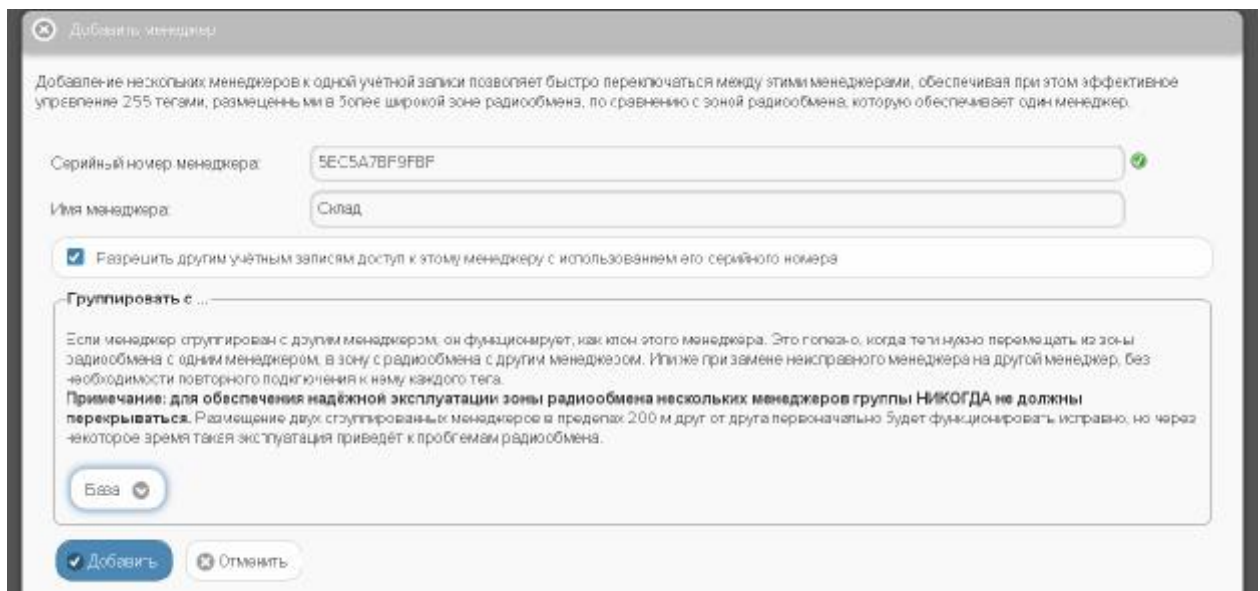 Добавить менеджер
Добавление нескольких менеджеров к одной учётной записи позволяет быстро переключаться между этими менеджерами, обеспечивая при этом эффективное
управление 255 тегами, размещенными в более широкой зоне радиообмена, по сравнению с зоной радиообмена, которую обеспечивает один менеджер.
Серийный номер менеджера: 5EC5A7BF9FBF
Имя менеджера: Склад
Разрешить другим учётным записям доступ к этому менеджеру с использованием его серийного номера
Группировать с ...
Если менеджер сгруппирован с другим менеджером, он функционирует, как клон этого менеджера. Это полезно, когда теги нужно перемещать из зоны
радиообмена с одним менеджером, в зону с радиообмена с другим менеджером. Или же при замене неисправного менеджера на другой менеджер, без
необходимости повторного подключения к нему каждого тега.
Примечание: для обеспечения надёжной эксплуатации зоны радиообмена нескольких менеджеров группы НИКОГДА не должны
перекрываться. Размещение двух сгруппированных менеджеров в пределах 200 м друг от друга первоначально будет функционировать исправно, но через
некоторое время такая эксплуатация приведёт к проблемам радиообмена.
База
Добавить Отменить